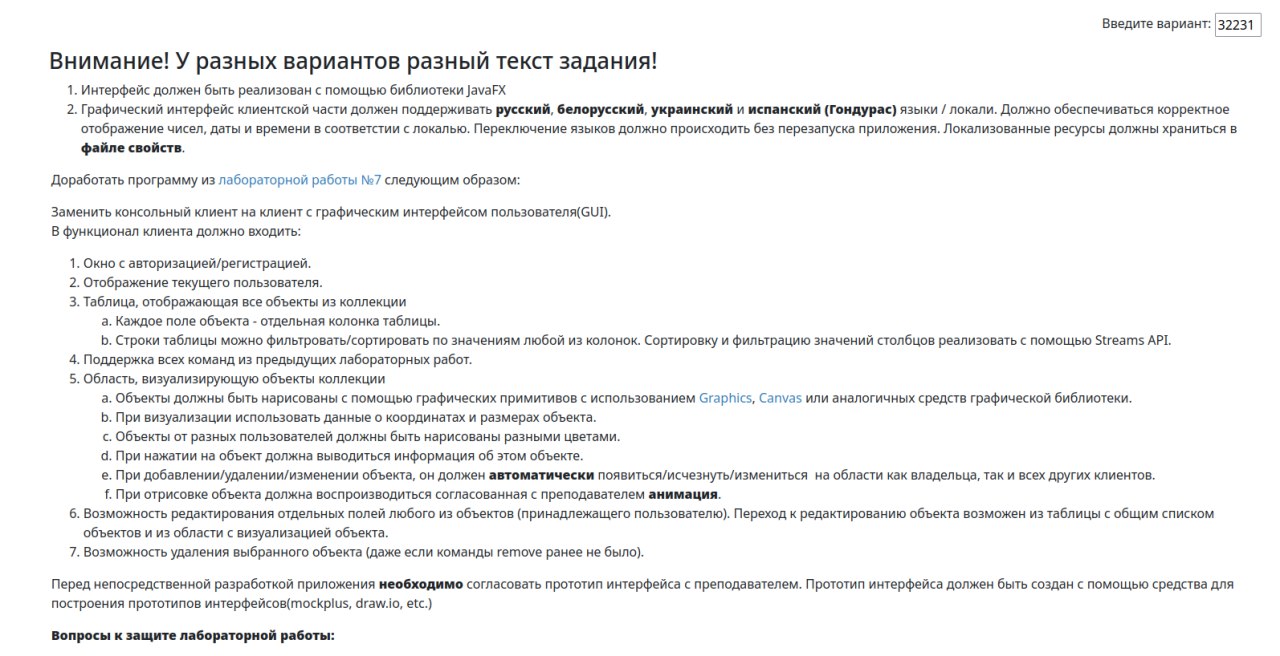 Введите вариант: 32231
Внимание! У разных вариантов разный текст задания!
1. Интерфейс должен быть реализован с помощью библиотеки JavaFX
2. Графический интерфейс клиентской части должен поддерживать русский, белорусский, украинский и испанский (Гондурас) языки / локали. Должно обеспечиваться корректное
отображение чисел, даты и времени в соответстии с локалью. Переключение языков должно происходить без перезапуска приложения. Локализованные ресурсы должны храниться в
файле свойств.
Доработать программу из лабораторной работы №7 следующим образом:
Заменить консольный клиент на клиент с графическим интерфейсом пользователя(GUI).
В функционал клиента должно входить:
1. Окно с авторизацией/регистрацией.
2. Отображение текущего пользователя.
3. Таблица, отображающая все объекты из коллекции
a. Каждое поле объекта - отдельная колонка таблицы.
b. Строки таблицы можно фильтровать/сортировать по значениям любой из колонок. Сортировку и фильтрацию значений столбцов реализовать с помощью Streams API.
4. Поддержка всех команд из предыдущих лабораторных работ.
5. Область, визуализирующую объекты коллекции
a. Объекты должны быть нарисованы с помощью графических примитивов с использованием Graphics, Canvas или аналогичных средств графической библиотеки.
b. При визуализации использовать данные о координатах и размерах объекта.
c. Объекты от разных пользователей должны быть нарисованы разными цветами.
d. При нажатии на объект должна выводиться информация об этом объекте.
e. При добавлении/удалении/изменении объекта, он должен автоматически появиться/исчезнуть/измениться  на области как владельца, так и всех других клиентов.
f. При отрисовке объекта должна воспроизводиться согласованная с преподавателем анимация.
6. Возможность редактирования отдельных полей любого из объектов (принадлежащего пользователю). Переход к редактированию объекта возможен из таблицы с общим списком
объектов и из области с визуализацией объекта.
7. Возможность удаления выбранного объекта (даже если команды remove ранее не было).
Перед непосредственной разработкой приложения необходимо согласовать прототип интерфейса с преподавателем. Прототип интерфейса должен быть создан с помощью средства для
построения прототипов интерфейсов(mockplus, draw.io, etc.)
Вопросы к защите лабораторной работы: